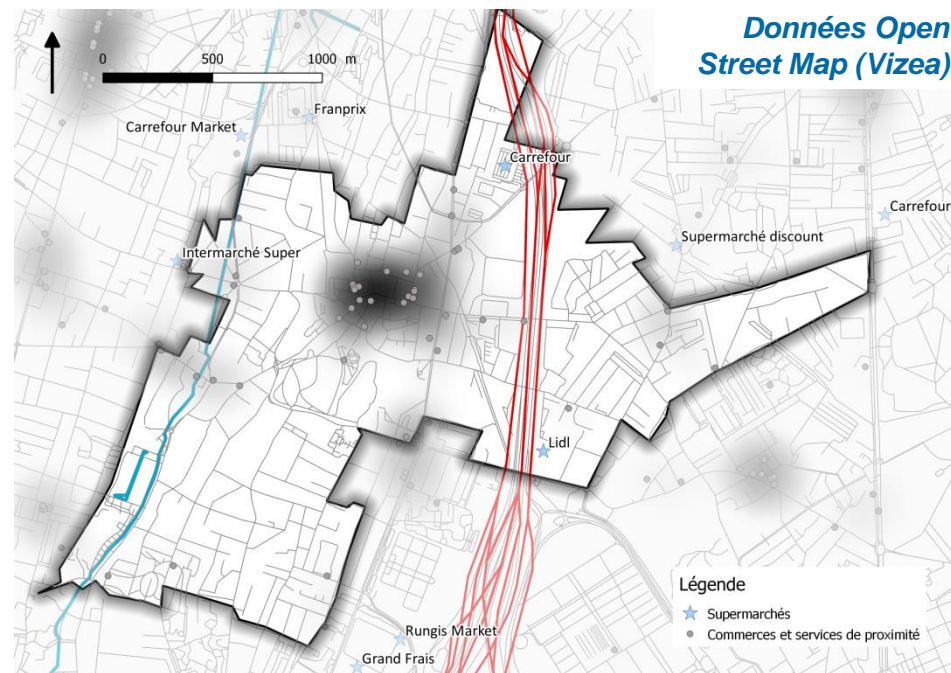 Données Open
Street Map (Vizea)
0 500 1000 m
Franprix
Carrefour Market
Carrefour
Carrefour
Supermarché discount
Intermarché Super
Lidl
Rungis Market
Grand Frais
Légende
Supermarchés
Commerces et services de proximité